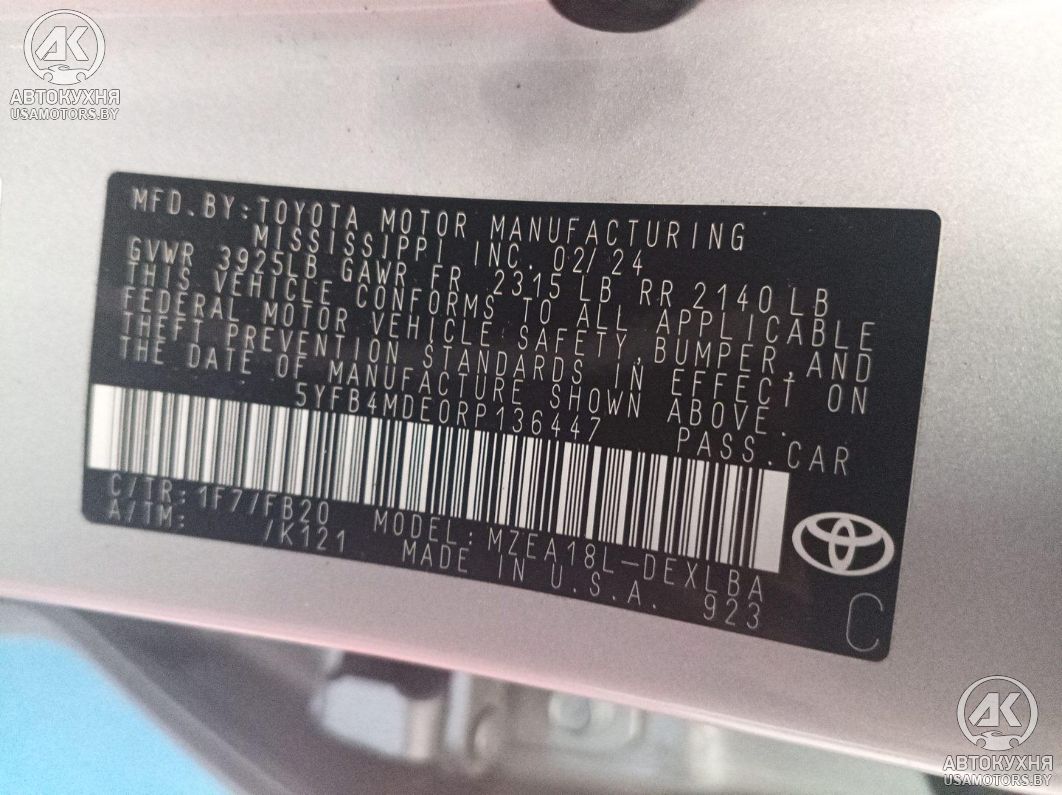 AK
АВТОКУХНЯ
USAMOTORS.BY
MFD.BY:TOYOTA MOTOR MANUFACTURING
MISSISSIPPI INC. 02/24
GVWR 3925LB GAWR FR 2315 LB RR 2140 LB
THIS VEHICLE CONFORMS TO ALL APPLICABLE
FEDERAL MOTOR VEHICLE SAFETY, BUMPER, AND
THEFT PREVENTION STANDARDS IN EFFECT ON
THE DATE OF MANUFACTURE SHOWN ABOVE.
5YFB4MDE0RP136447 PASS.CAR
C/TR: 1F7/FB20 MODEL: MZEA18L-DEXLBA
A/TM: /K121 MADE IN U.S.A. 923
C
AK
АВТОКУХНЯ
USAMOTORS.BY